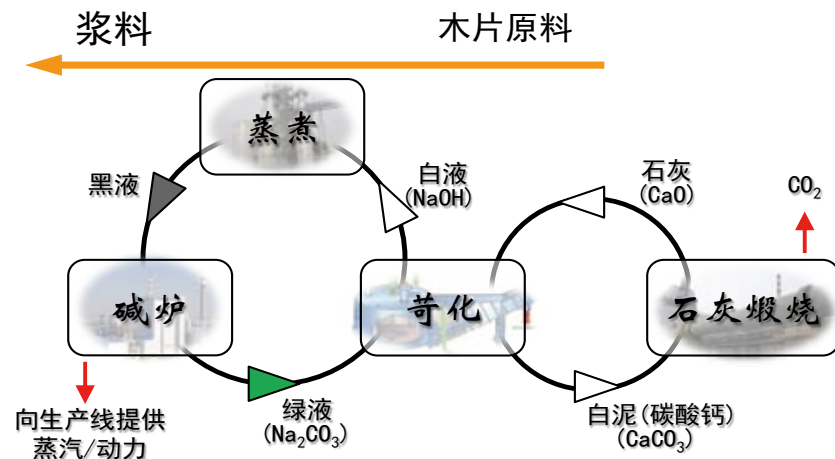 浆料
木片原料
蒸煮
黑液
白液
(NaOH)
石灰
(CaO)
CO₂
碱炉
苛化
石灰煅烧
向生产线提供
蒸汽/动力
绿液
(Na₂CO₃)
白泥(碳酸钙)
(CaCO₃)